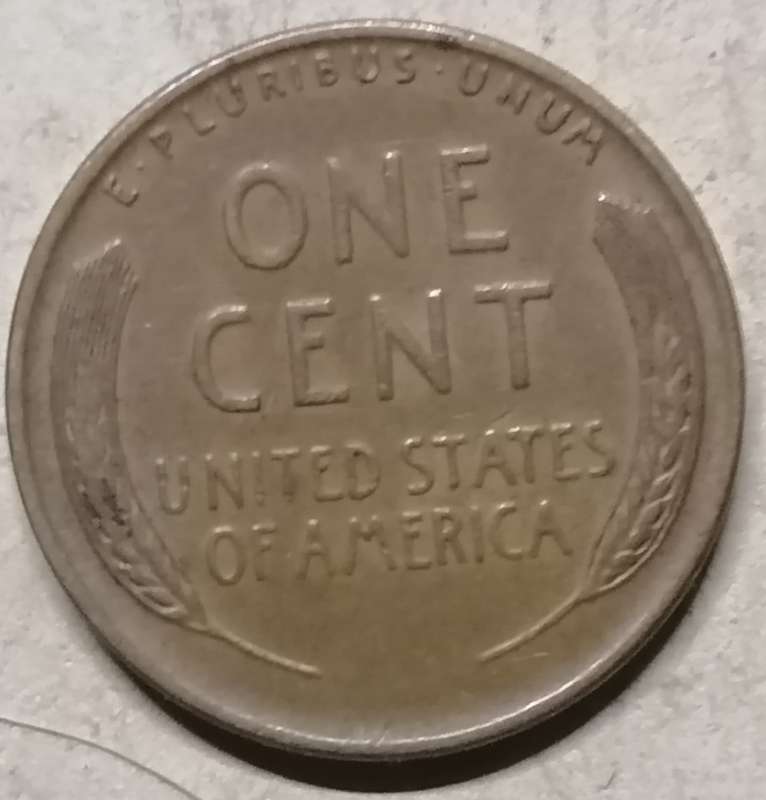 E·PLURIBUS·UNUM
ONE
CENT
UNITED STATES
OF AMERICA